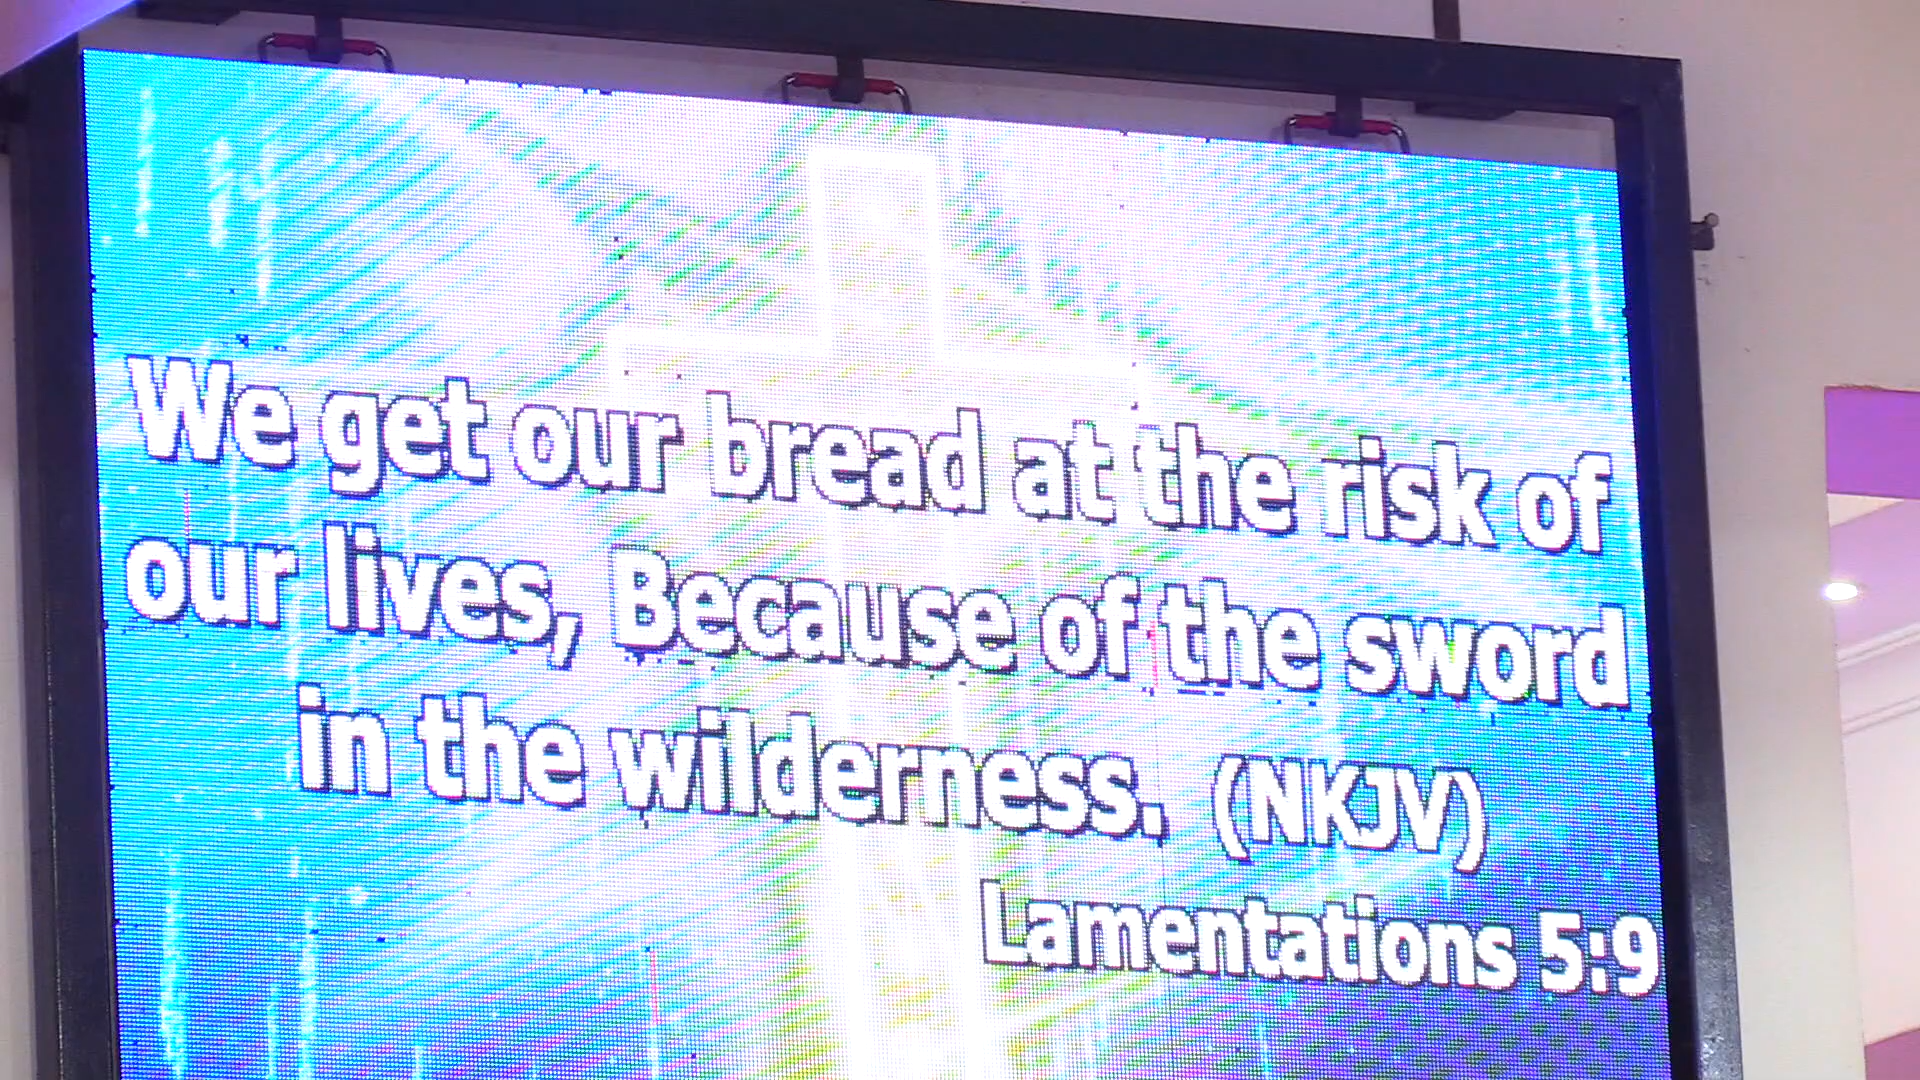 We get our bread at the risk of
our lives, Because of the sword
in the wilderness. (NKJV)
Lamentations 5:9